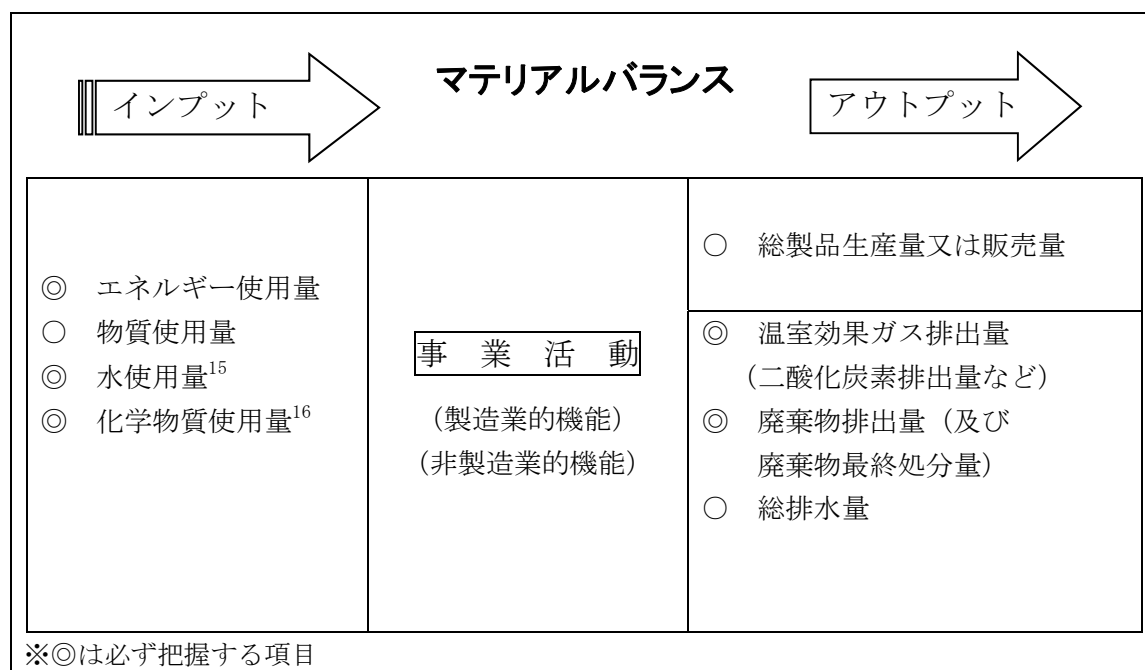 マテリアルバランス
インプット
アウトプット
◎ エネルギー使用量
○ 物質使用量
◎ 水使用量15
◎ 化学物質使用量16
事 業 活 動
(製造業的機能)
(非製造業的機能)
○ 総製品生産量又は販売量
◎ 温室効果ガス排出量
(二酸化炭素排出量など)
◎ 廃棄物排出量(及び
廃棄物最終処分量)
○ 総排水量
※◎は必ず把握する項目